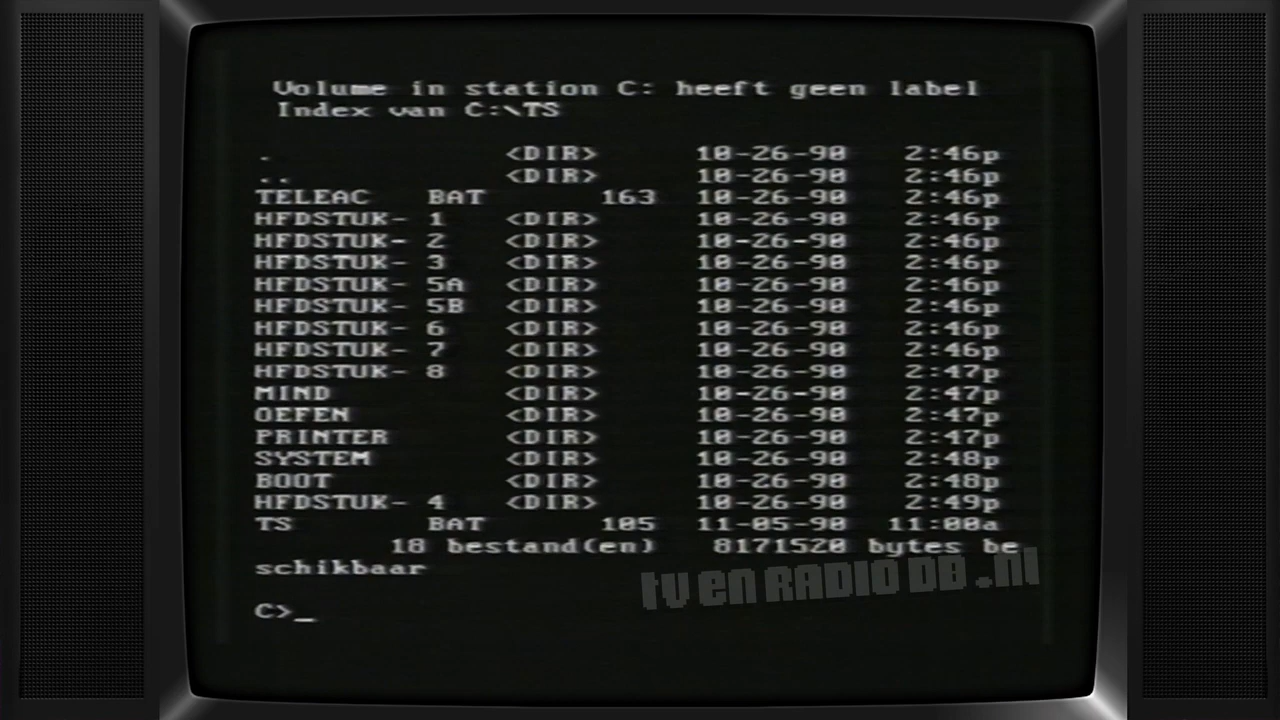 Volume in station C: heeft geen label
Index van C:\TS
. <DIR> 10-26-90 2:46p
.. <DIR> 10-26-90 2:46p
TELEAC BAT 163 10-26-90 2:46p
HFDSTUK- 1 <DIR> 10-26-90 2:46p
HFDSTUK- 2 <DIR> 10-26-90 2:46p
HFDSTUK- 3 <DIR> 10-26-90 2:46p
HFDSTUK- 5A <DIR> 10-26-90 2:46p
HFDSTUK- 5B <DIR> 10-26-90 2:46p
HFDSTUK- 6 <DIR> 10-26-90 2:46p
HFDSTUK- 7 <DIR> 10-26-90 2:46p
HFDSTUK- 8 <DIR> 10-26-90 2:47p
MIND <DIR> 10-26-90 2:47p
OEFEN <DIR> 10-26-90 2:47p
PRINTER <DIR> 10-26-90 2:47p
SYSTEM <DIR> 10-26-90 2:48p
BOOT <DIR> 10-26-90 2:48p
HFDSTUK- 4 <DIR> 10-26-90 2:49p
TS BAT 105 11-05-90 11:00a
18 bestand(en) 8171520 bytes be
schikbaar
tv en RADIO DB .nl
C>_